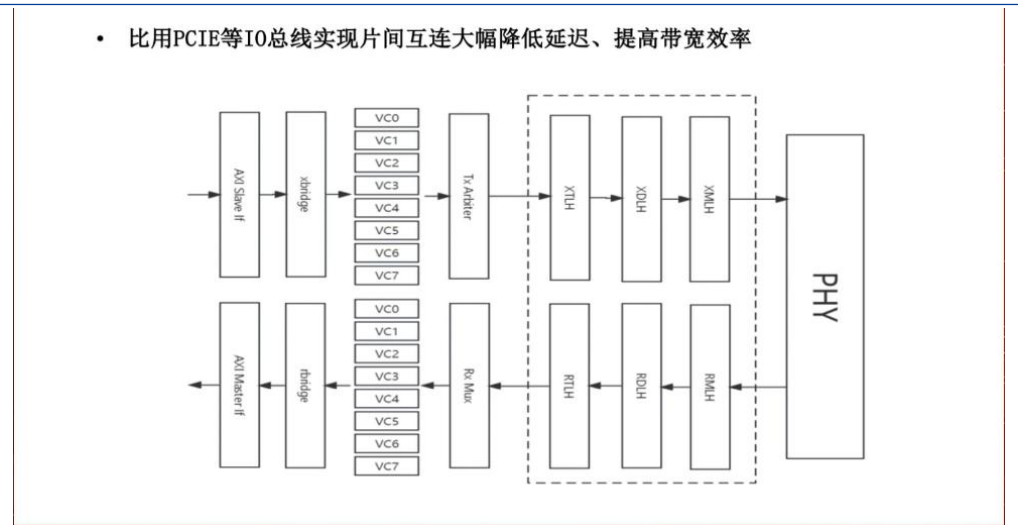 • 比用PCIE等IO总线实现片间互连大幅降低延迟、提高带宽效率
AXI Slave If
xbridge
VC0
VC1
VC2
VC3
VC4
VC5
VC6
VC7
Tx Arbiter
XTLH
XDLH
XMLH
PHY
AXI Master If
rbridge
VC0
VC1
VC2
VC3
VC4
VC5
VC6
VC7
Rx Mux
RTLH
RDLH
RMLH